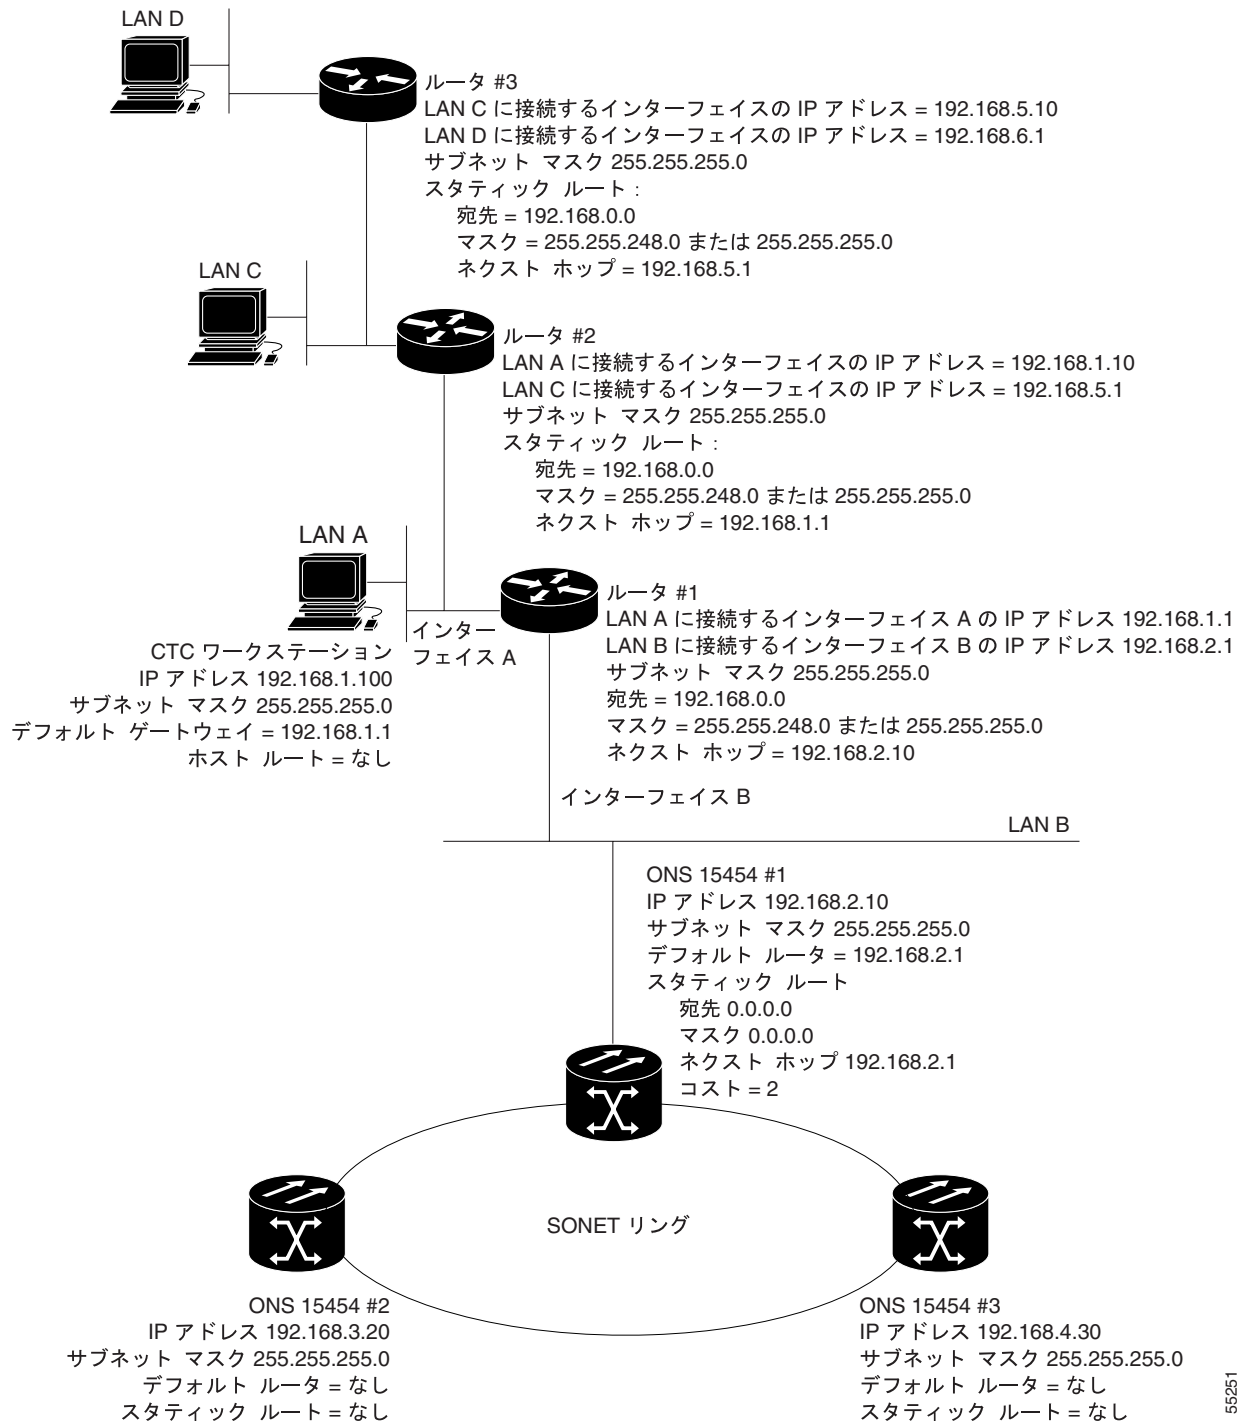 LAN D
ルータ #3
LAN C に接続するインターフェイスの IP アドレス = 192.168.5.10
LAN D に接続するインターフェイスの IP アドレス = 192.168.6.1
サブネット マスク 255.255.255.0
スタティック ルート :
宛先 = 192.168.0.0
マスク = 255.255.248.0 または 255.255.255.0
ネクスト ホップ = 192.168.5.1
LAN C
ルータ #2
LAN A に接続するインターフェイスの IP アドレス = 192.168.1.10
LAN C に接続するインターフェイスの IP アドレス = 192.168.5.1
サブネット マスク 255.255.255.0
スタティック ルート :
宛先 = 192.168.0.0
マスク = 255.255.248.0 または 255.255.255.0
ネクスト ホップ = 192.168.1.1
LAN A
CTC ワークステーション
IP アドレス 192.168.1.100
サブネット マスク 255.255.255.0
デフォルト ゲートウェイ = 192.168.1.1
ホスト ルート = なし
インター
フェイス A
ルータ #1
LAN A に接続するインターフェイス A の IP アドレス 192.168.1.1
LAN B に接続するインターフェイス B の IP アドレス 192.168.2.1
サブネット マスク 255.255.255.0
宛先 = 192.168.0.0
マスク = 255.255.248.0 または 255.255.255.0
ネクスト ホップ = 192.168.2.10
インターフェイス B
LAN B
ONS 15454 #1
IP アドレス 192.168.2.10
サブネット マスク 255.255.255.0
デフォルト ルータ = 192.168.2.1
スタティック ルート
宛先 0.0.0.0
マスク 0.0.0.0
ネクスト ホップ 192.168.2.1
コスト = 2
SONET リング
ONS 15454 #2
IP アドレス 192.168.3.20
サブネット マスク 255.255.255.0
デフォルト ルータ = なし
スタティック ルート = なし
ONS 15454 #3
IP アドレス 192.168.4.30
サブネット マスク 255.255.255.0
デフォルト ルータ = なし
スタティック ルート = なし
55251